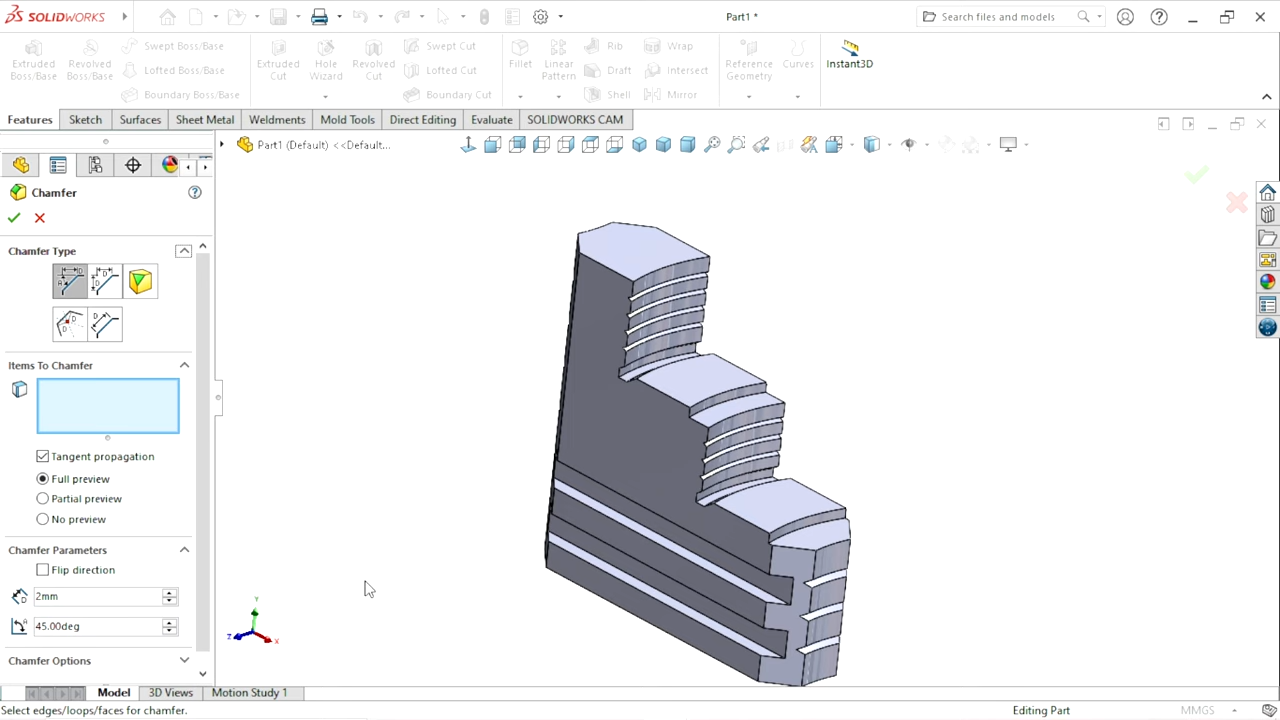 SOLIDWORKS
Part1 *
Search files and models
Extruded Boss/Base
Revolved Boss/Base
Swept Boss/Base
Lofted Boss/Base
Boundary Boss/Base
Extruded Cut
Hole Wizard
Revolved Cut
Swept Cut
Lofted Cut
Boundary Cut
Fillet
Linear Pattern
Rib
Draft
Shell
Wrap
Intersect
Mirror
Reference Geometry
Curves
Instant3D
Features
Sketch
Surfaces
Sheet Metal
Weldments
Mold Tools
Direct Editing
Evaluate
SOLIDWORKS CAM
Part1 (Default) <<Default...
Chamfer
Chamfer Type
Items To Chamfer
Tangent propagation
Full preview
Partial preview
No preview
Chamfer Parameters
Flip direction
2mm
45.00deg
Chamfer Options
Y
Z
X
Model
3D Views
Motion Study 1
Select edges/loops/faces for chamfer.
Editing Part
MMGS